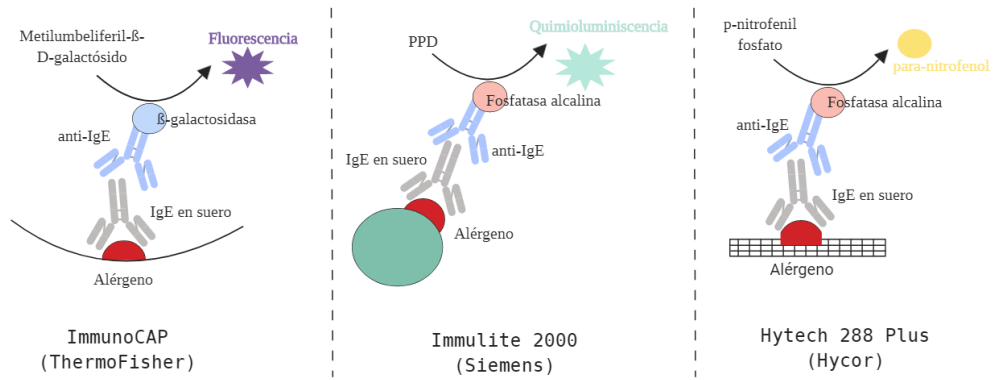 Metilumbeliferil-ß-
D-galactósido
Fluorescencia
ß-galactosidasa
anti-IgE
IgE en suero
Alérgeno
ImmunoCAP
(ThermoFisher)
PPD
Quimioluminiscencia
Fosfatasa alcalina
anti-IgE
IgE en suero
Alérgeno
Immulite 2000
(Siemens)
p-nitrofenil
fosfato
para-nitrofenol
Fosfatasa alcalina
anti-IgE
IgE en suero
Alérgeno
Hytech 288 Plus
(Hycor)